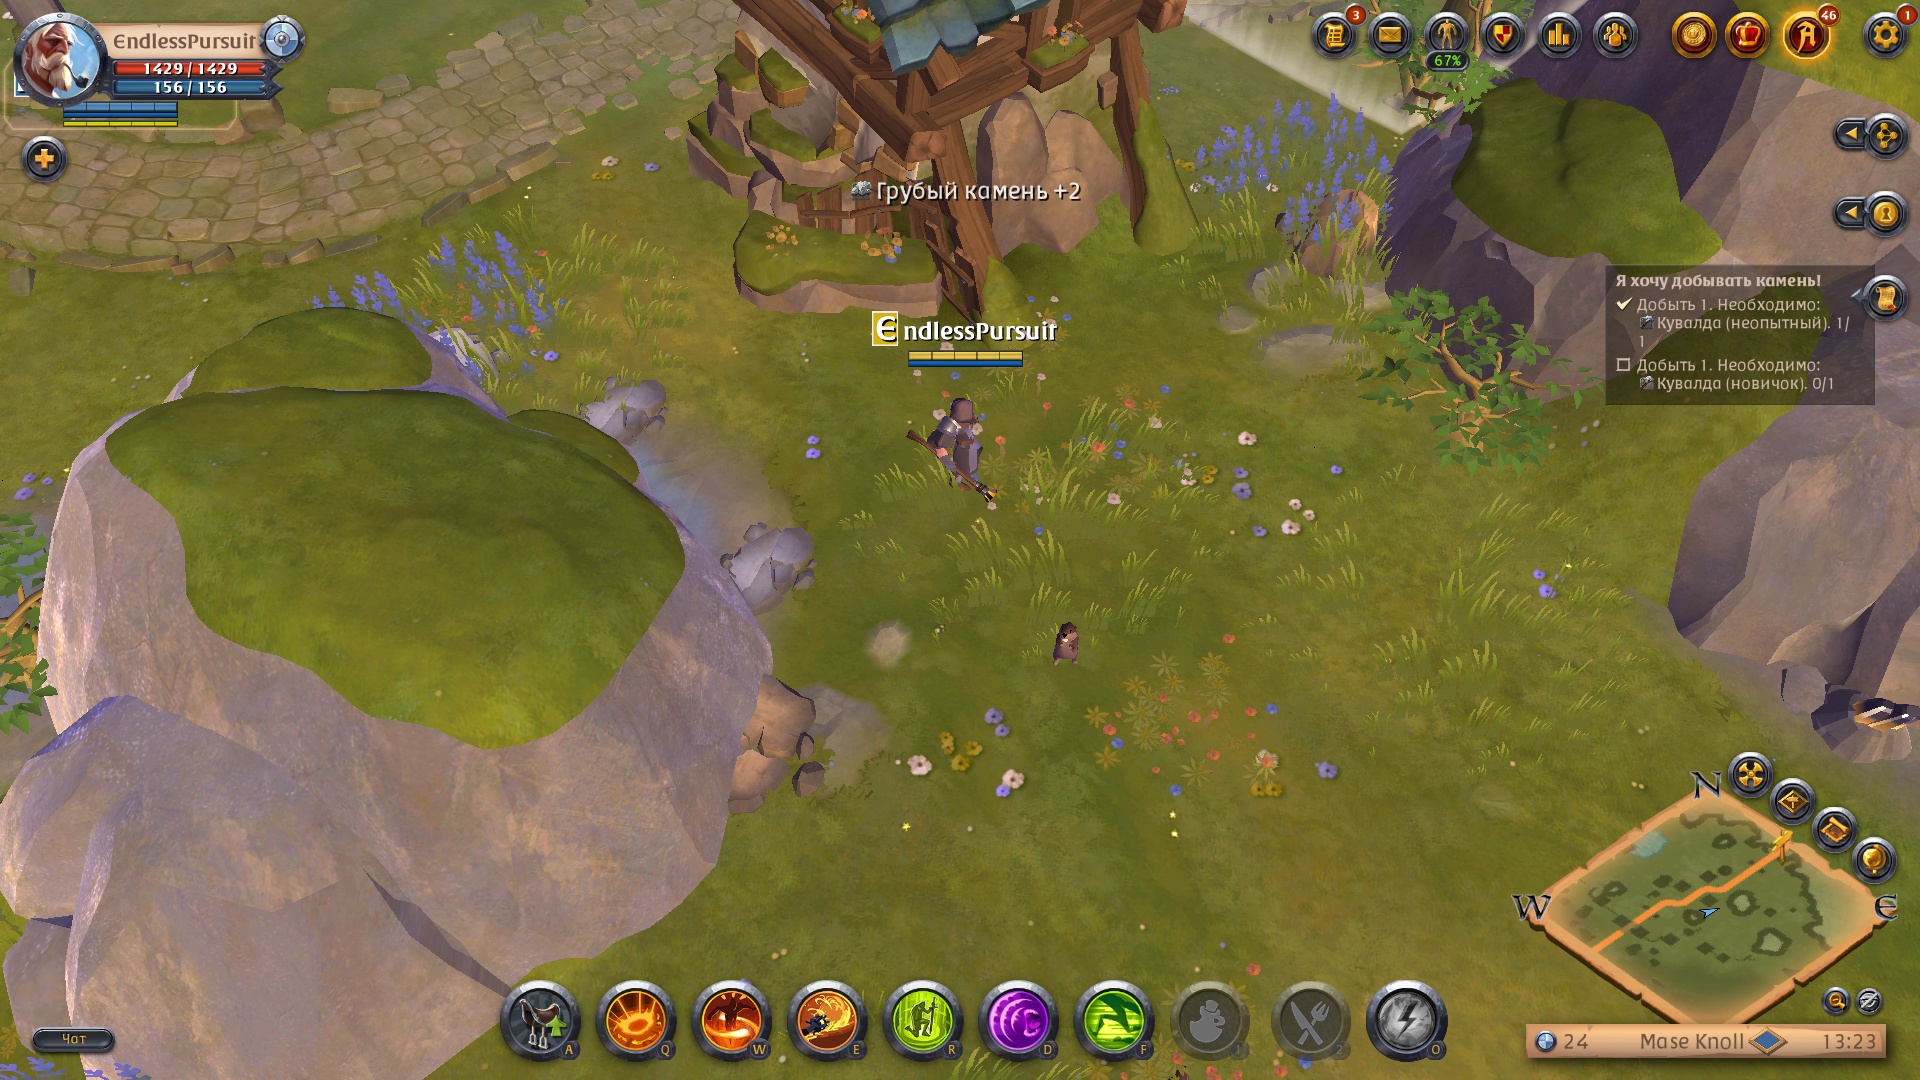 EndlessPursuit
1429 / 1429
156 / 156
3
67%
46
1
Грубый камень +2
EndlessPursuit
Я хочу добывать камень!
Добыть 1. Необходимо:
Кувалда (неопытный). 1/
1
Добыть 1. Необходимо:
Кувалда (новичок). 0/1
N
W
E
Чат
A
Q
W
E
R
D
F
1
2
O
24
Mase Knoll
13:23